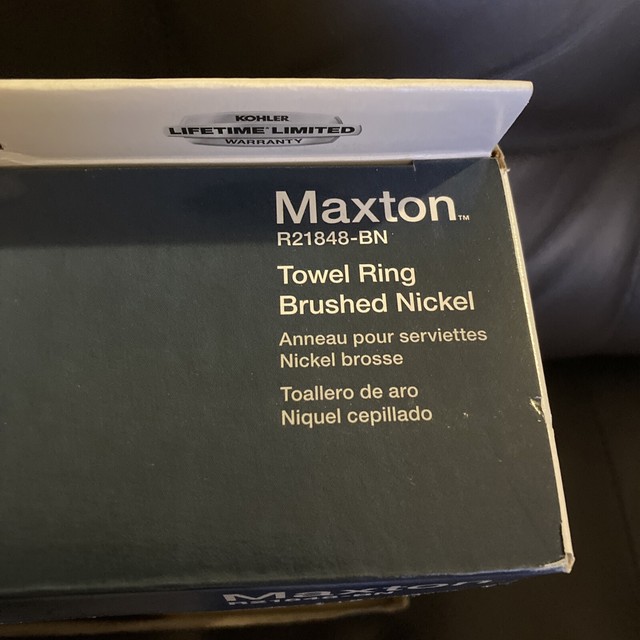 KOHLER
LIFETIME LIMITED
WARRANTY
Maxton™
R21848-BN
Towel Ring
Brushed Nickel
Anneau pour serviettes
Nickel brosse
Toallero de aro
Niquel cepillado
Maxton